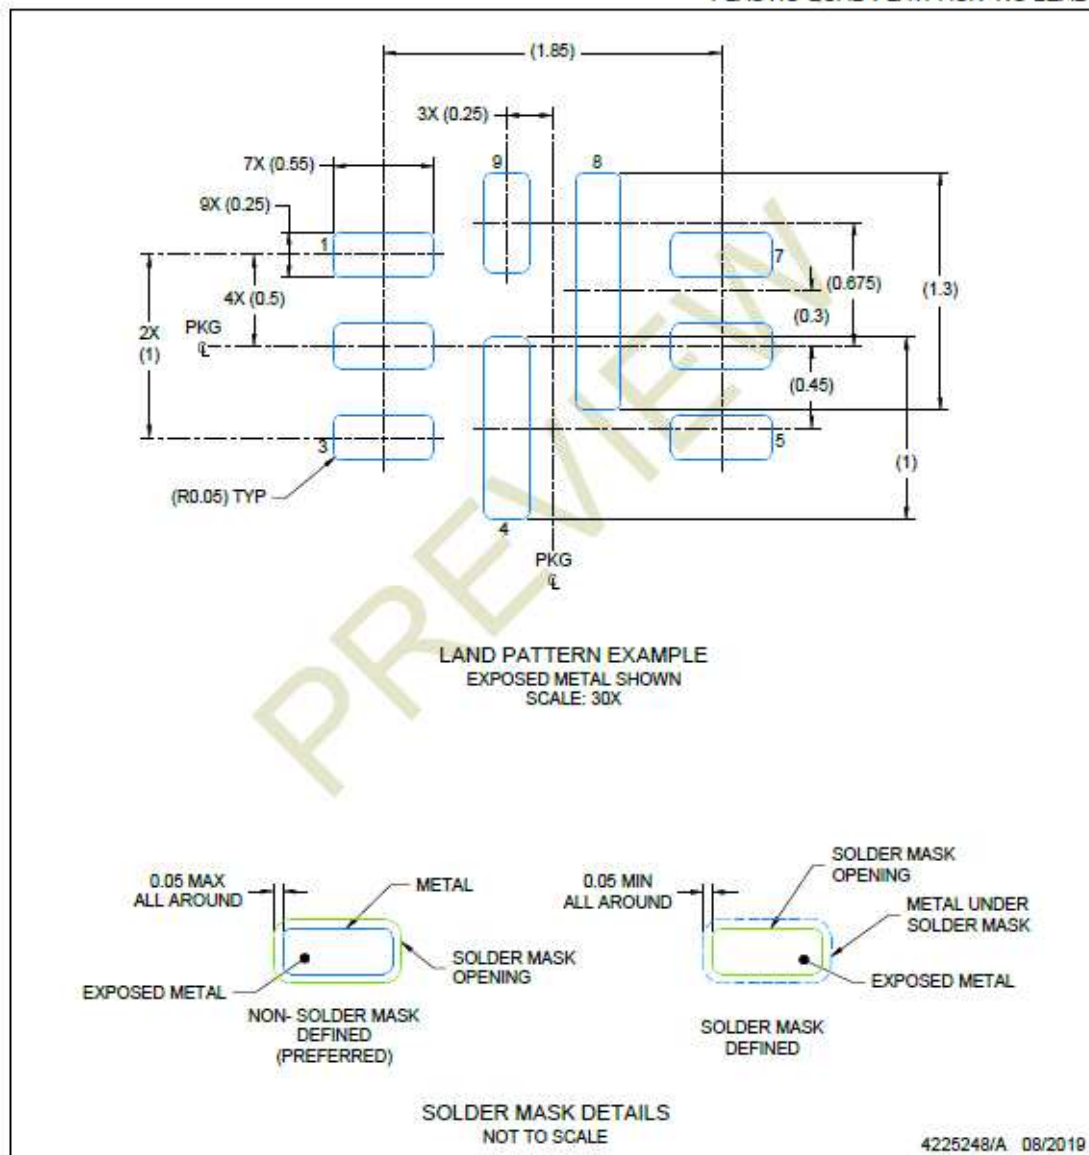 (1.85)
3X (0.25)
9
8
7X (0.55)
9X (0.25)
1
7
(0.675)
(1.3)
4X (0.5)
(0.3)
2X
(1)
PKG
℄
(0.45)
3
5
(1)
(R0.05) TYP
4
PKG
℄
PREVIEW
LAND PATTERN EXAMPLE
EXPOSED METAL SHOWN
SCALE: 30X
0.05 MAX
ALL AROUND
METAL
SOLDER MASK
OPENING
EXPOSED METAL
NON- SOLDER MASK
DEFINED
(PREFERRED)
0.05 MIN
ALL AROUND
SOLDER MASK
OPENING
METAL UNDER
SOLDER MASK
EXPOSED METAL
SOLDER MASK
DEFINED
SOLDER MASK DETAILS
NOT TO SCALE
4225248/A 08/2019